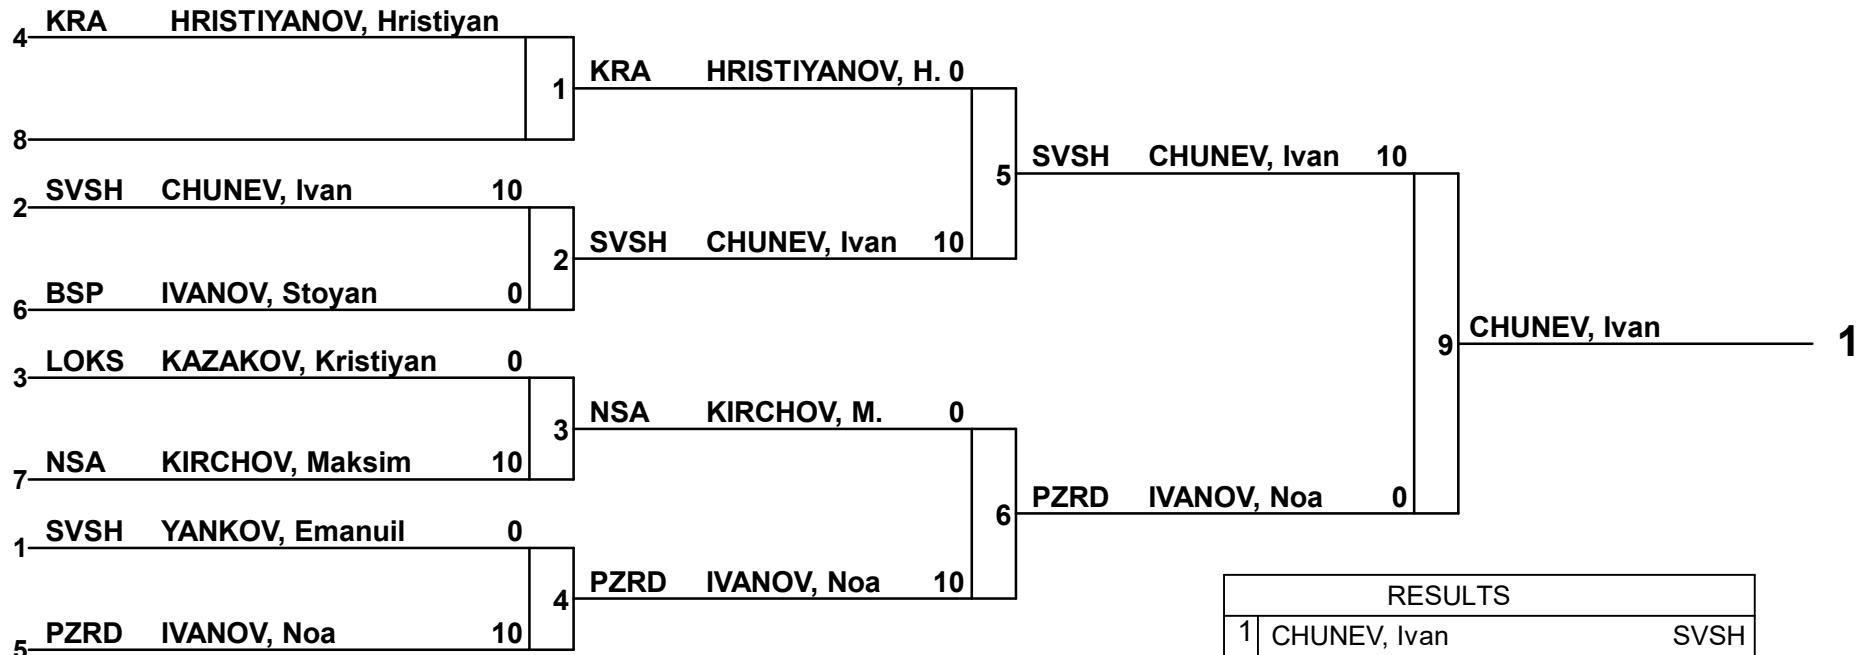 4 KRA HRISTIYANOV, Hristiyan
1 KRA HRISTIYANOV, H. 0
8
5 SVSH CHUNEV, Ivan 10
2 SVSH CHUNEV, Ivan 10
2 SVSH CHUNEV, Ivan 10
6 BSP IVANOV, Stoyan 0
9 CHUNEV, Ivan 1
3 LOKS KAZAKOV, Kristiyan 0
3 NSA KIRCHOV, M. 0
7 NSA KIRCHOV, Maksim 10
6 PZRD IVANOV, Noa 0
1 SVSH YANKOV, Emanuil 0
4 PZRD IVANOV, Noa 10
5 PZRD IVANOV, Noa 10
RESULTS
1 CHUNEV, Ivan SVSH